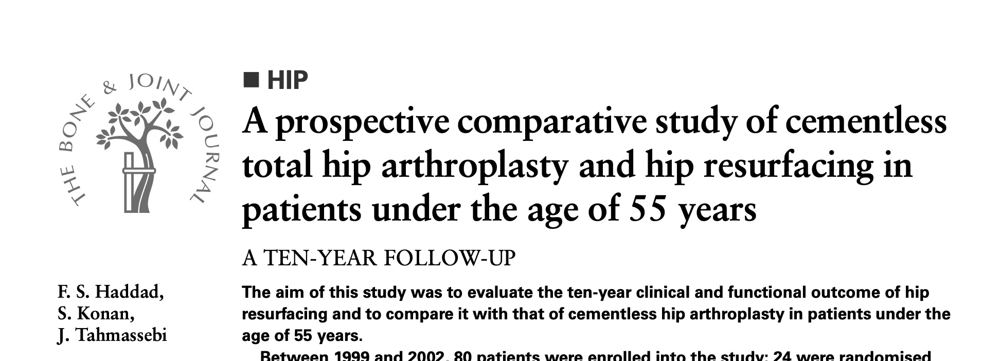 THE BONE & JOINT JOURNAL
■ HIP
A prospective comparative study of cementless
total hip arthroplasty and hip resurfacing in
patients under the age of 55 years
A TEN-YEAR FOLLOW-UP
F. S. Haddad,
S. Konan,
J. Tahmassebi
The aim of this study was to evaluate the ten-year clinical and functional outcome of hip
resurfacing and to compare it with that of cementless hip arthroplasty in patients under the
age of 55 years.
Between 1999 and 2002, 80 patients were enrolled into the study: 24 were randomised